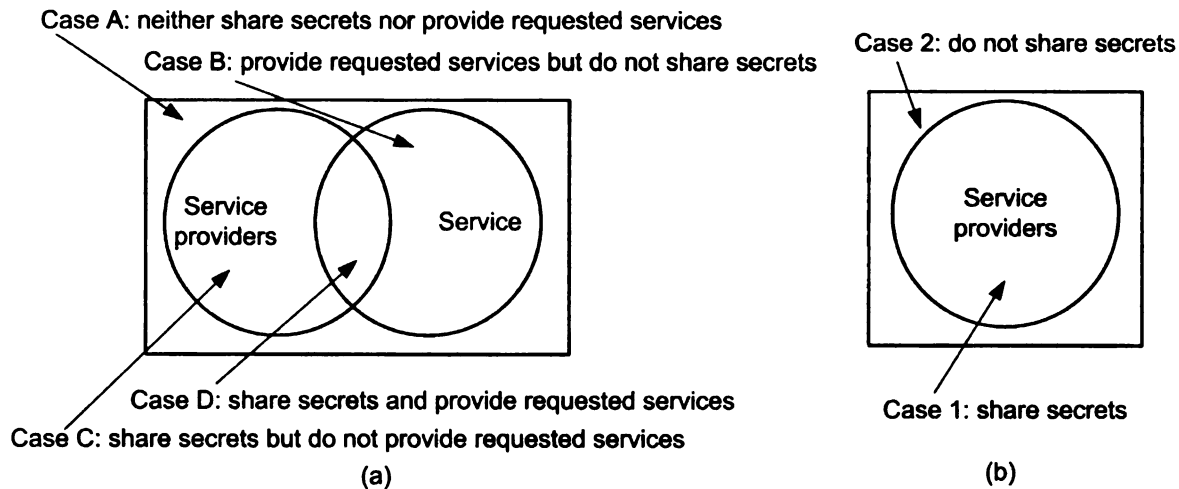 Case A: neither share secrets nor provide requested services
Case B: provide requested services but do not share secrets
Service
providers
Service
Case D: share secrets and provide requested services
Case C: share secrets but do not provide requested services
(a)
Case 2: do not share secrets
Service
providers
Case 1: share secrets
(b)